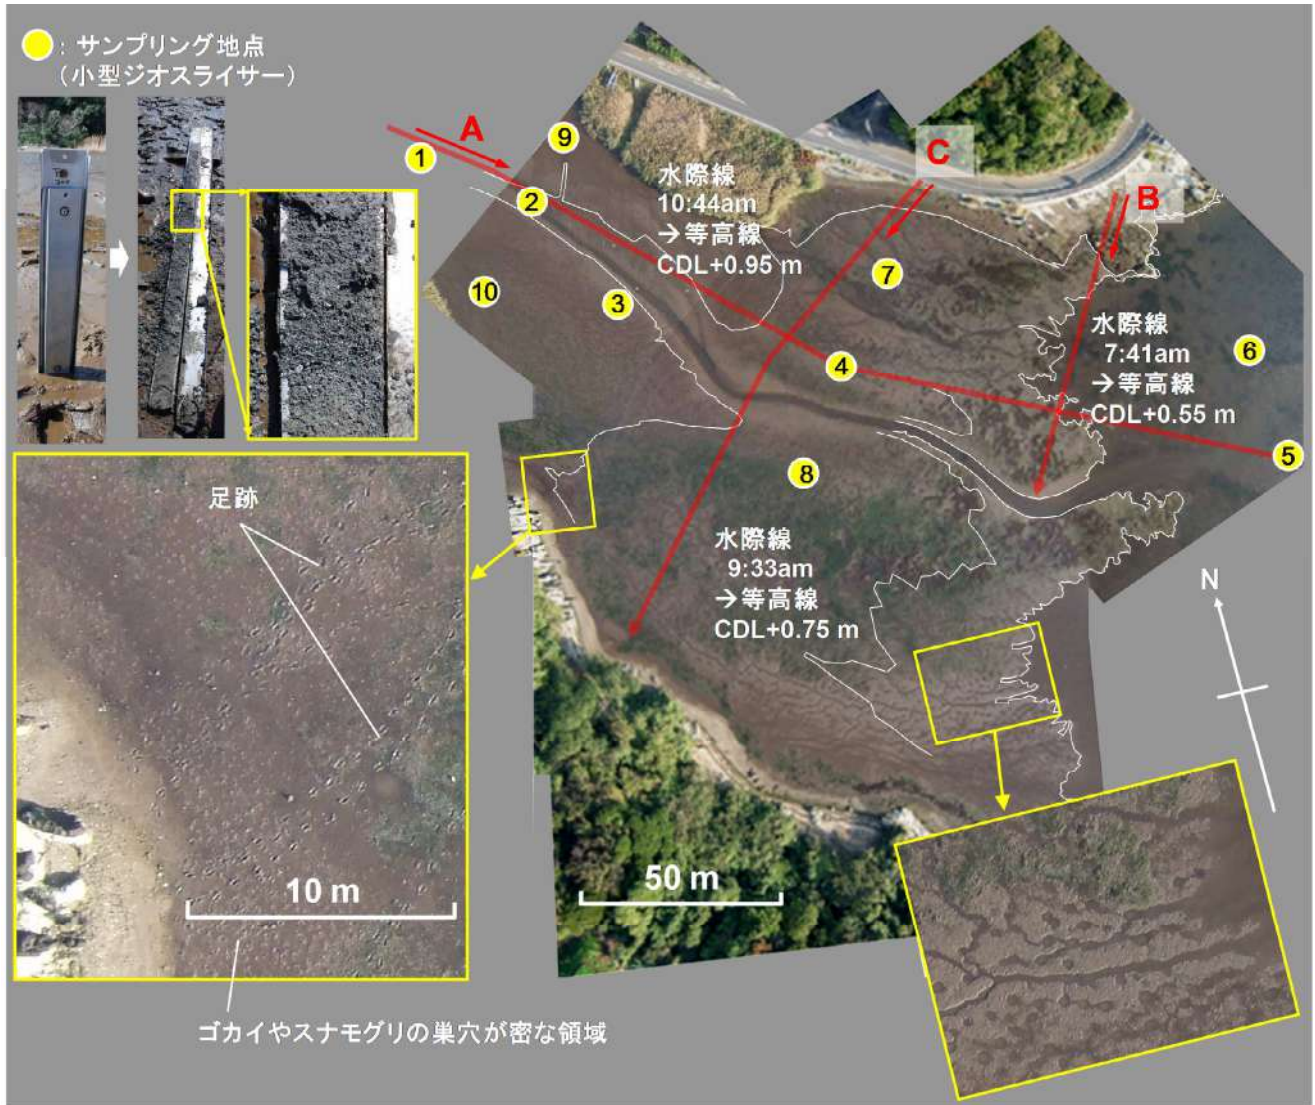 ：サンプリング地点
（小型ジオスライサー）
A
1
9
2
水際線
10:44am
→等高線
CDL+0.95 m
C
B
10
3
7
4
水際線
7:41am
→等高線
CDL+0.55 m
6
5
8
足跡
水際線
9:33am
→等高線
CDL+0.75 m
N
10 m
50 m
ゴカイやスナモグリの巣穴が密な領域